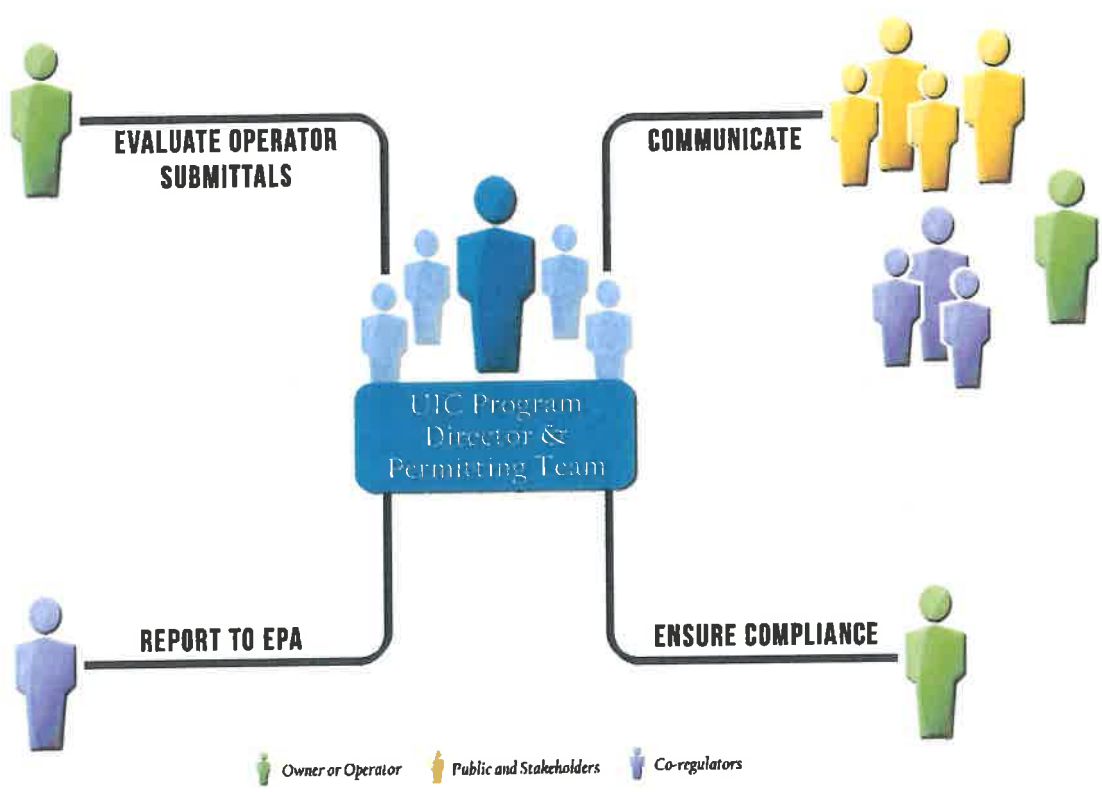 EVALUATE OPERATOR
SUBMITTALS
COMMUNICATE
UIC Program
Director &
Permitting Team
REPORT TO EPA
ENSURE COMPLIANCE
Owner or Operator
Public and Stakeholders
Co-regulators